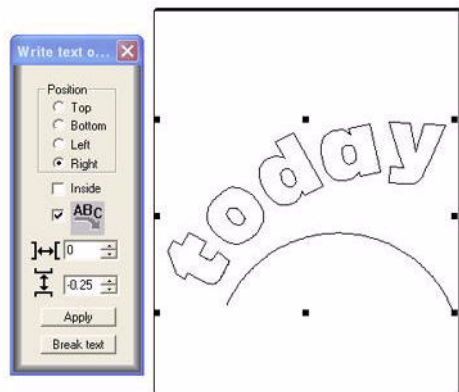 Write text o...
Position
Top
Bottom
Left
Right
Inside
ABC
0
-0.25
Apply
Break text
today